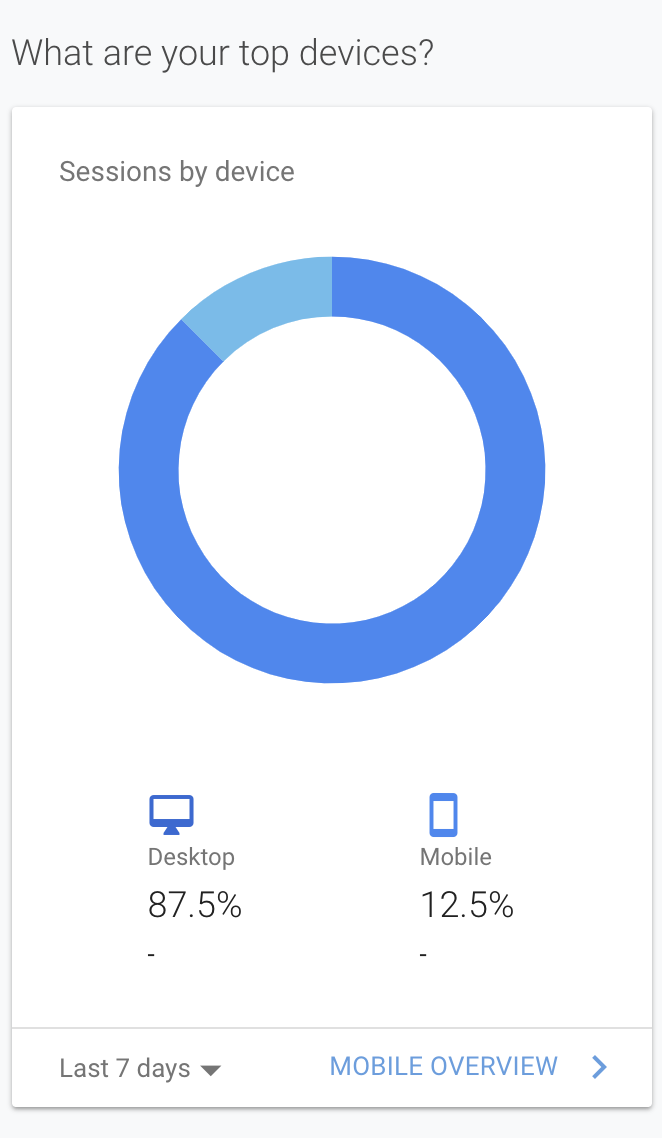 What are your top devices?
Sessions by device
Desktop Mobile
87.5% 12.5%
- -
Last 7 days MOBILE OVERVIEW